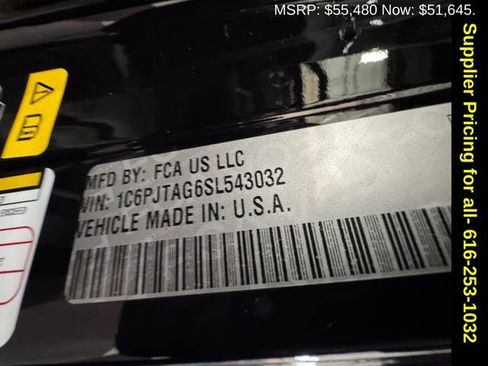 MSRP: $55,480 Now: $51,645.
MFD BY: FCA US LLC
VIN: 1C6PJTAG6SL543032
VEHICLE MADE IN: U.S.A.
Supplier Pricing for all- 616-253-1032